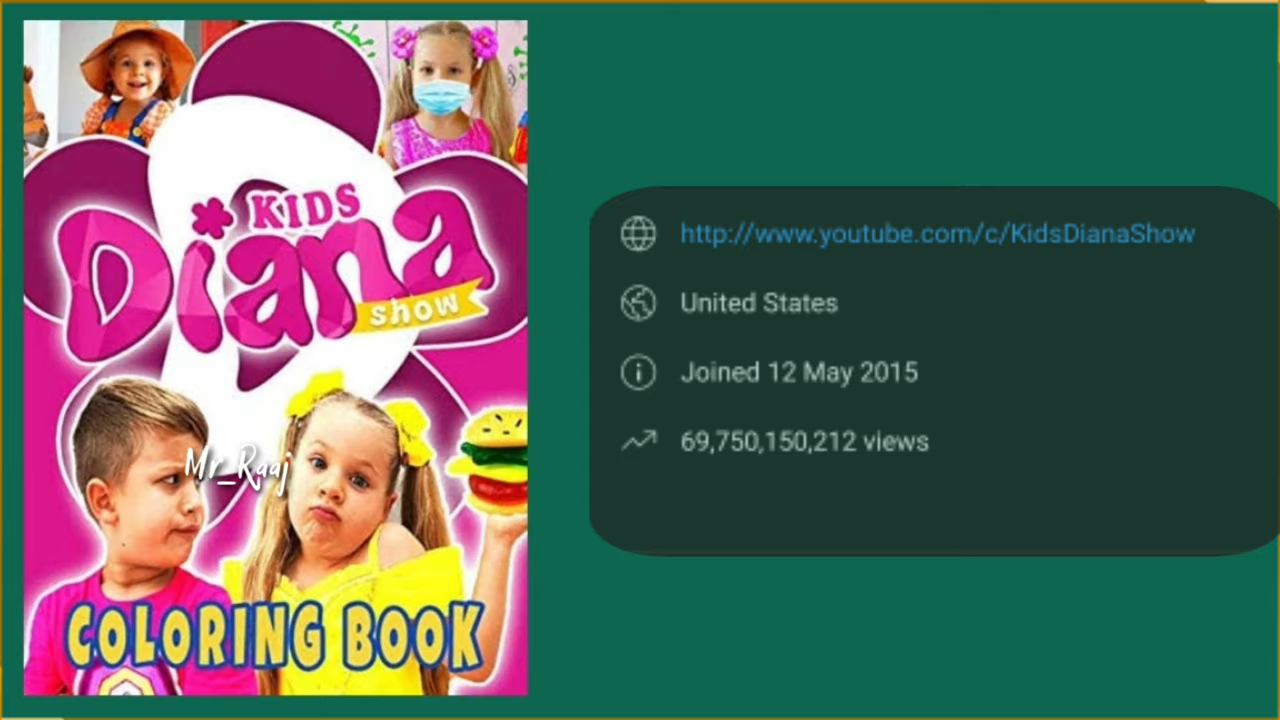 KIDS
Diana
show
Mr_Raaj
COLORING BOOK
http://www.youtube.com/c/KidsDianaShow
United States
Joined 12 May 2015
69,750,150,212 views